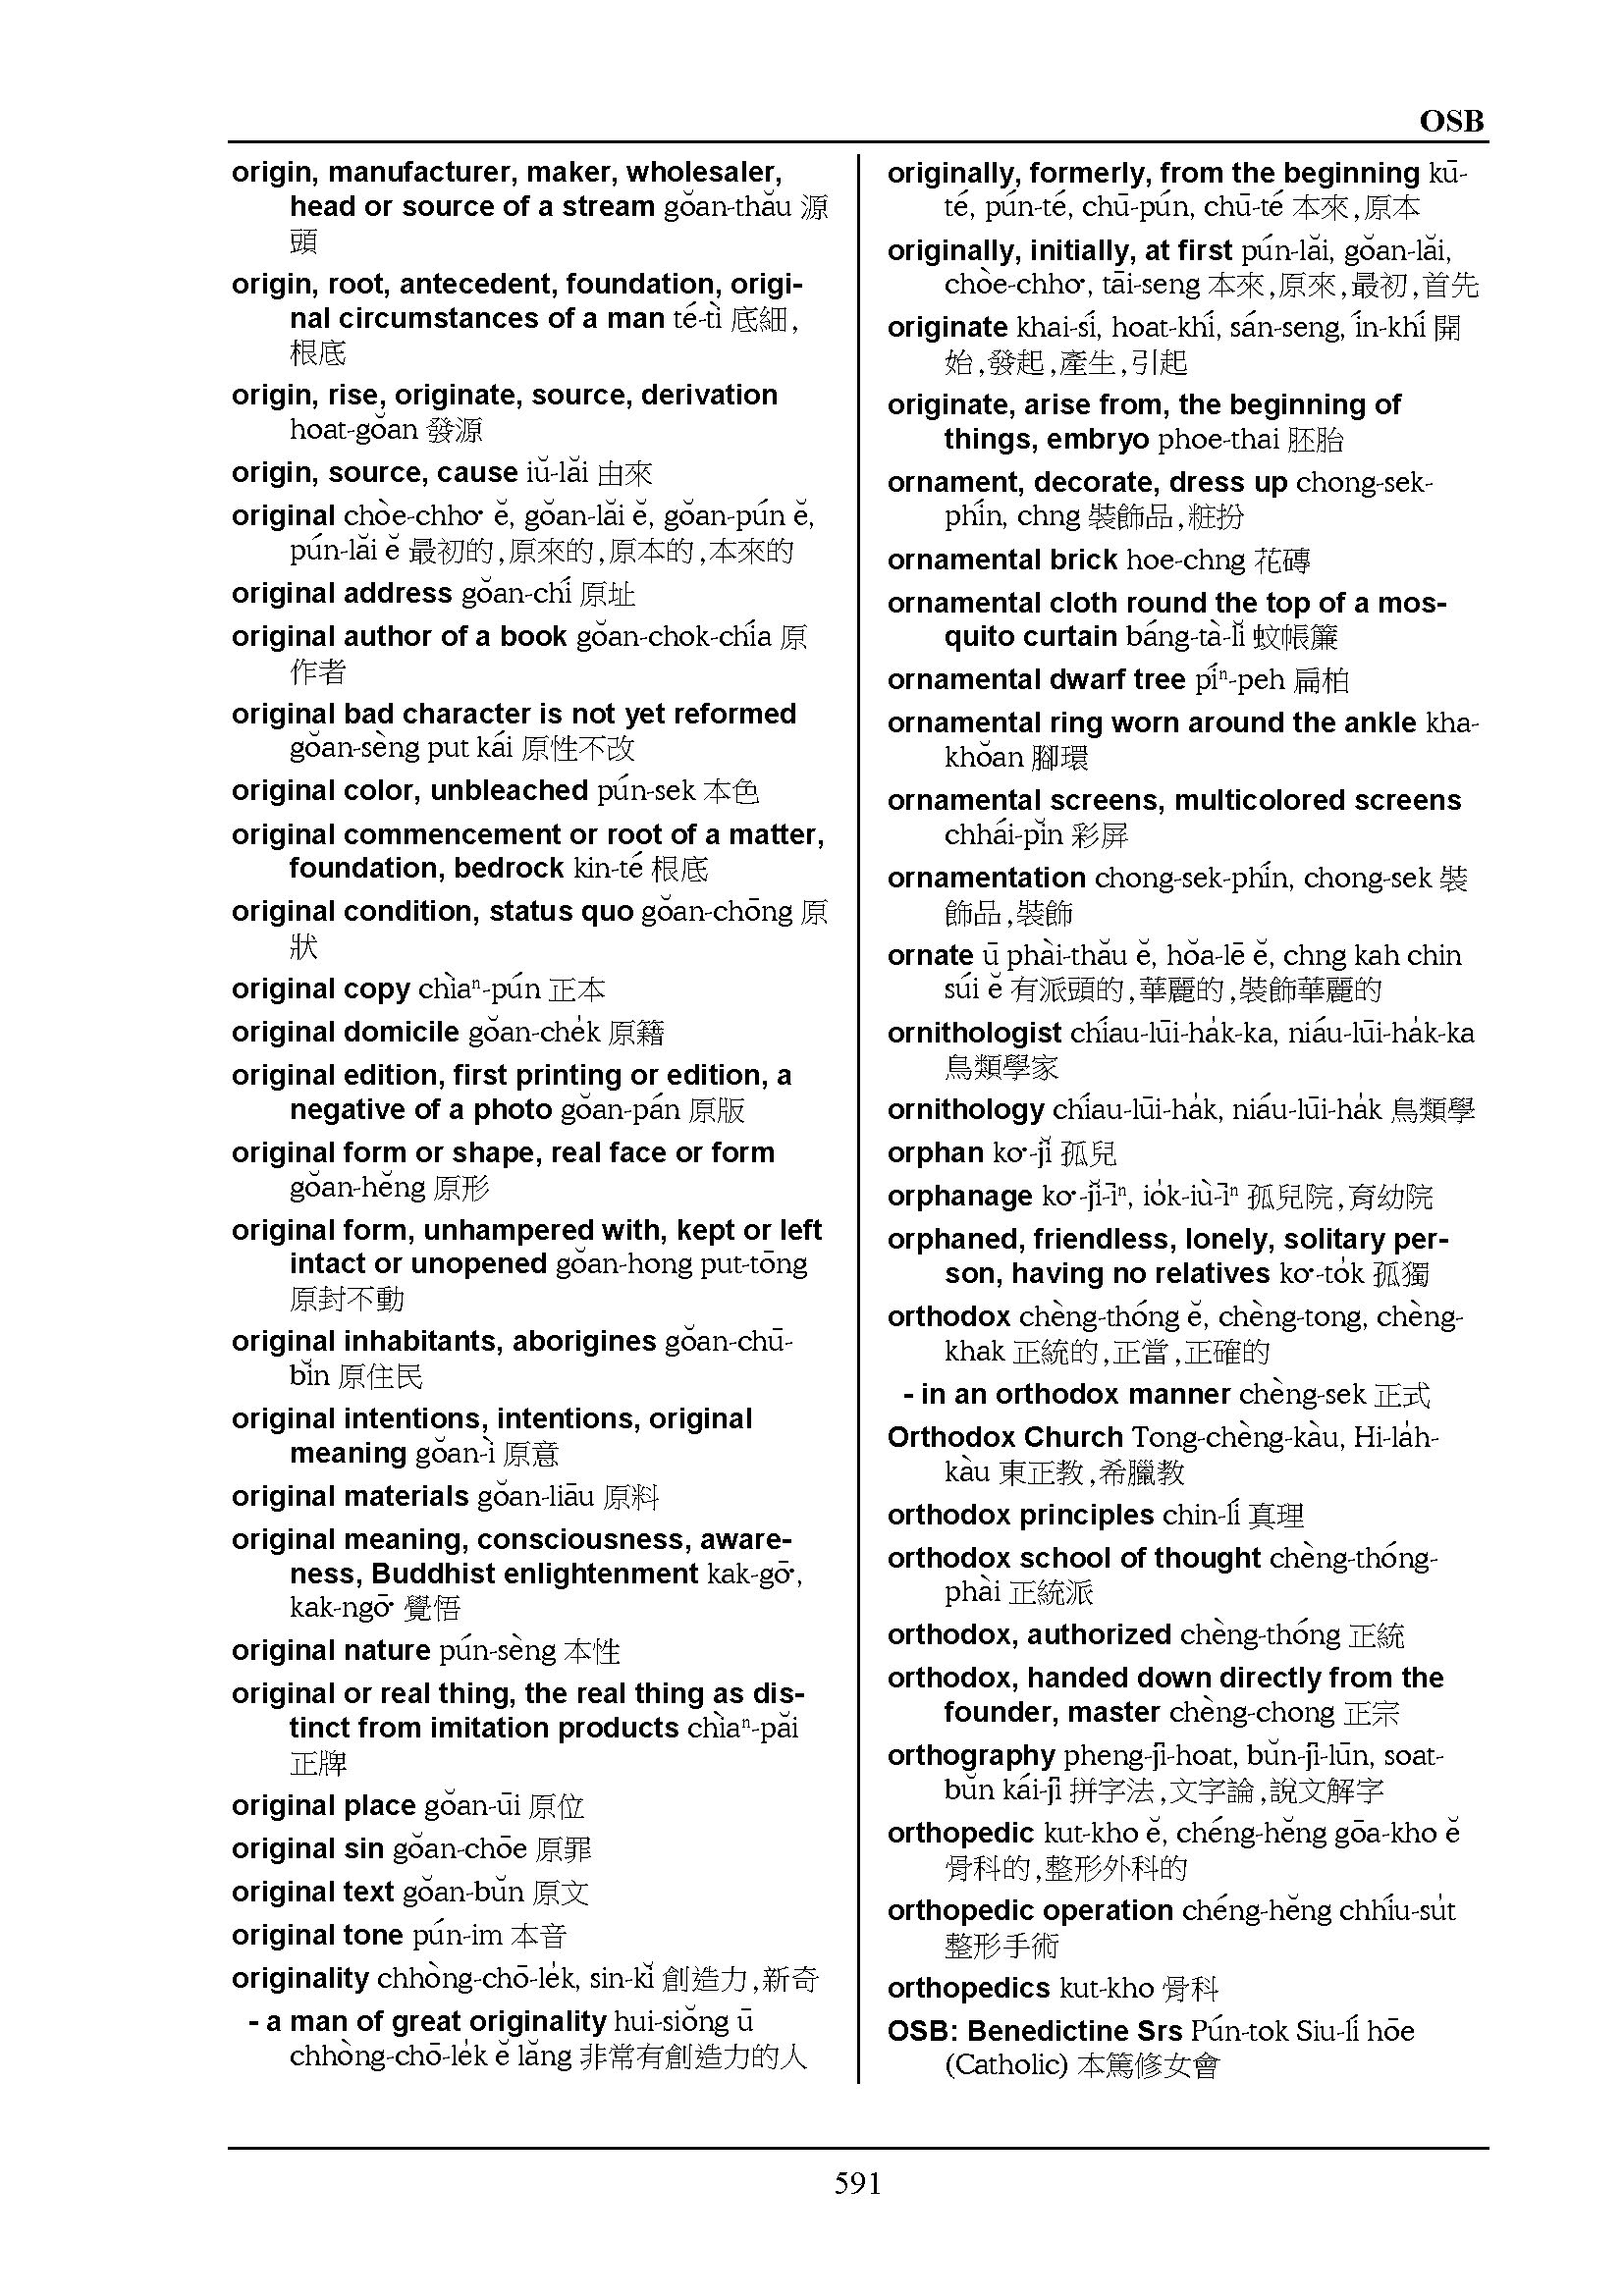 OSB
origin, manufacturer, maker, wholesaler,
head or source of a stream gŏan-thău 源
頭
origin, root, antecedent, foundation, origi-
nal circumstances of a man té-tì 底細,
根底
origin, rise, originate, source, derivation
hoat-gŏan 發源
origin, source, cause iŭ-lăi 由來
original chòe-chho͘ ĕ, gŏan-lăi ĕ, gŏan-pún ĕ,
pún-lăi ĕ 最初的,原來的,原本的,本來的
original address gŏan-chí 原址
original author of a book gŏan-chok-chía 原
作者
original bad character is not yet reformed
gŏan-sèng put kái 原性不改
original color, unbleached pún-sek 本色
original commencement or root of a matter,
foundation, bedrock kin-té 根底
original condition, status quo gŏan-chōng 原
狀
original copy chìaⁿ-pún 正本
original domicile gŏan-che̍k 原籍
original edition, first printing or edition, a
negative of a photo gŏan-pán 原版
original form or shape, real face or form
gŏan-hĕng 原形
original form, unhampered with, kept or left
intact or unopened gŏan-hong put-tōng
原封不動
original inhabitants, aborigines gŏan-chū-
bĭn 原住民
original intentions, intentions, original
meaning gŏan-ì 原意
original materials gŏan-liāu 原料
original meaning, consciousness, aware-
ness, Buddhist enlightenment kak-gō͘,
kak-ngō͘ 覺悟
original nature pún-sèng 本性
original or real thing, the real thing as dis-
tinct from imitation products chìaⁿ-păi
正牌
original place gŏan-ūi 原位
original sin gŏan-chōe 原罪
original text gŏan-bŭn 原文
original tone pún-im 本音
originality chhòng-chō-le̍k, sin-kĭ 創造力,新奇
- a man of great originality hui-siŏng ū
chhòng-chō-le̍k ĕ lăng 非常有創造力的人
originally, formerly, from the beginning kū-
té, pún-té, chū-pún, chū-té 本來,原本
originally, initially, at first pún-lăi, gŏan-lăi,
chòe-chho͘, tāi-seng 本來,原來,最初,首先
originate khai-sí, hoat-khí, sán-seng, ín-khí 開
始,發起,產生,引起
originate, arise from, the beginning of
things, embryo phoe-thai 胚胎
ornament, decorate, dress up chong-sek-
phín, chng 裝飾品,粧扮
ornamental brick hoe-chng 花磚
ornamental cloth round the top of a mos-
quito curtain báng-tà-lĭ 蚊帳簾
ornamental dwarf tree píⁿ-peh 扁柏
ornamental ring worn around the ankle kha-
khŏan 腳環
ornamental screens, multicolored screens
chhái-pĭn 彩屏
ornamentation chong-sek-phín, chong-sek 裝
飾品,裝飾
ornate ū phài-thău ĕ, hŏa-lē ĕ, chng kah chin
súi ĕ 有派頭的,華麗的,裝飾華麗的
ornithologist chíau-lūi-ha̍k-ka, niáu-lūi-ha̍k-ka
鳥類學家
ornithology chíau-lūi-ha̍k, niáu-lūi-ha̍k 鳥類學
orphan ko͘-jĭ 孤兒
orphanage ko͘-jĭ-īⁿ, io̍k-iù-īⁿ 孤兒院,育幼院
orphaned, friendless, lonely, solitary per-
son, having no relatives ko͘-to̍k 孤獨
orthodox chèng-thóng ĕ, chèng-tong, chèng-
khak 正統的,正當,正確的
- in an orthodox manner chèng-sek 正式
Orthodox Church Tong-chèng-kàu, Hi-la̍h-
kàu 東正教,希臘教
orthodox principles chin-lí 真理
orthodox school of thought chèng-thóng-
phài 正統派
orthodox, authorized chèng-thóng 正統
orthodox, handed down directly from the
founder, master chèng-chong 正宗
orthography pheng-jī-hoat, bŭn-jī-lūn, soat-
bŭn kái-jī 拼字法,文字論,說文解字
orthopedic kut-kho ĕ, chéng-hĕng gōa-kho ĕ
骨科的,整形外科的
orthopedic operation chéng-hĕng chhíu-su̍t
整形手術
orthopedics kut-kho 骨科
OSB: Benedictine Srs Pún-tok Siu-lí hōe
(Catholic) 本篤修女會
591